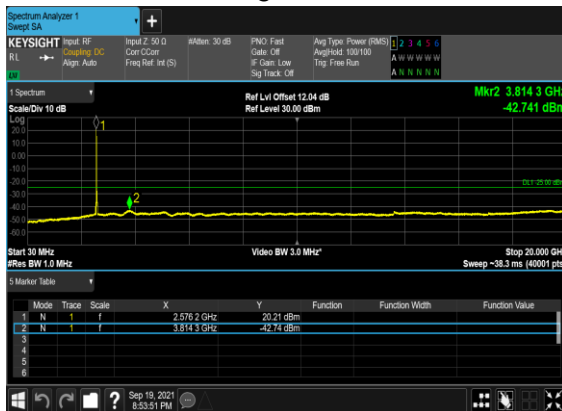 Spectrum Analyzer 1
Swept SA
KEYSIGHT
RL
Input: RF
Coupling: DC
Align: Auto
Input Z: 50 Ω
Corr CCorr
Freq Ref: Int (S)
#Atten: 30 dB
PNO: Fast
Gate: Off
IF Gain: Low
Sig Track: Off
Avg Type: Power (RMS)
Avg|Hold: 100/100
Trig: Free Run
1 2 3 4 5 6
A W W W W W
A N N N N N
1 Spectrum
Scale/Div 10 dB
Ref Lvl Offset 12.04 dB
Ref Level 30.00 dBm
Mkr2 3.814 3 GHz
-42.741 dBm
Log
20.0
10.0
0.00
-10.0
-20.0
-30.0
-40.0
-50.0
-60.0
1
2
Start 30 MHz
#Res BW 1.0 MHz
Video BW 3.0 MHz*
Stop 20.000 GH
Sweep ~38.3 ms (40001 pts
5 Marker Table
Mode Trace Scale X Y Function Function Width Function Value
1 N 1 f 2.576 2 GHz 20.21 dBm
2 N 1 f 3.814 3 GHz -42.74 dBm
3
4
5
6
?
Sep 19, 2021
8:53:51 PM